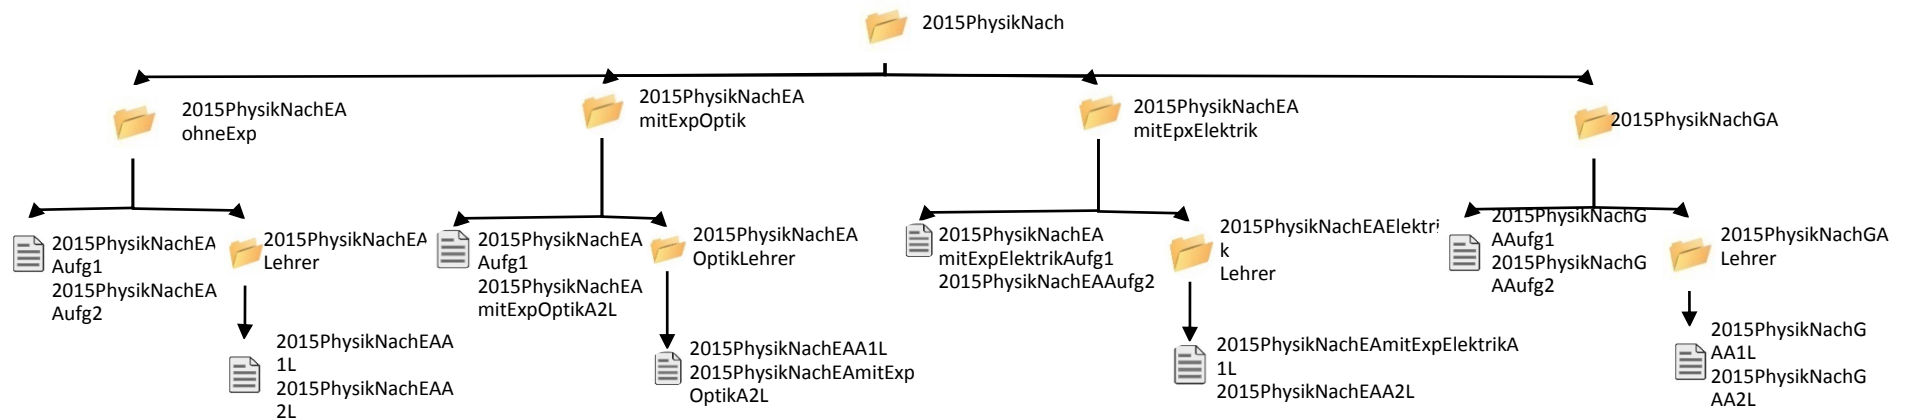 2015PhysikNach
2015PhysikNachEA
ohneExp
2015PhysikNachEA
mitExpOptik
2015PhysikNachEA
mitEpxElektrik
2015PhysikNachGA
2015PhysikNachEA
Aufg1
2015PhysikNachEA
Aufg2
2015PhysikNachEA
Lehrer
2015PhysikNachEAA
1L
2015PhysikNachEAA
2L
2015PhysikNachEA
Aufg1
2015PhysikNachEA
mitExpOptikA2L
2015PhysikNachEA
OptikLehrer
2015PhysikNachEAA1L
2015PhysikNachEAmitExp
OptikA2L
2015PhysikNachEA
mitExpElektrikAufg1
2015PhysikNachEAAufg2
2015PhysikNachEAElektri
k
Lehrer
2015PhysikNachEAmitExpElektrikA
1L
2015PhysikNachEAA2L
2015PhysikNachG
AAufg1
2015PhysikNachG
AAufg2
2015PhysikNachGA
Lehrer
2015PhysikNachG
AA1L
2015PhysikNachG
AA2L